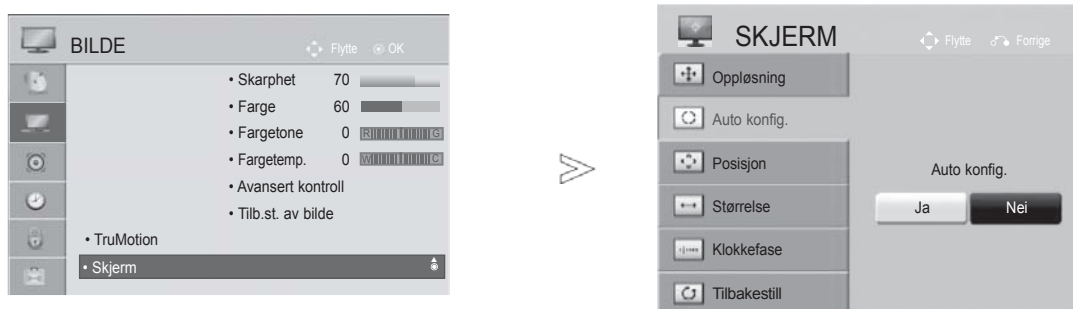 BILDE
Flytte OK
• Skarphet 70
• Farge 60
• Fargetone 0 R G
• Fargetemp. 0 W C
• Avansert kontroll
• Tilb.st. av bilde
• TruMotion
• Skjerm
SKJERM
Flytte Forrige
Oppløsning
Auto konfig.
Posisjon
Størrelse
Klokkefase
Tilbakestill
Auto konfig.
Ja Nei